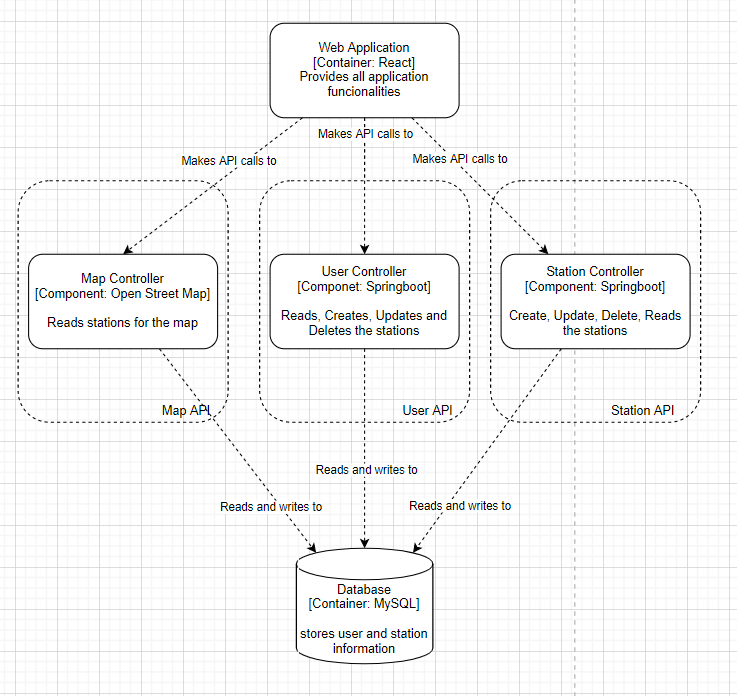 Web Application
[Container: React]
Provides all application
funcionalities
Makes API calls to
Makes API calls to
Makes API calls to
Map Controller
[Component: Open Street Map]
Reads stations for the map
User Controller
[Componet: Springboot]
Reads, Creates, Updates and
Deletes the stations
Station Controller
[Component: Springboot]
Create, Update, Delete, Reads
the stations
Map API
User API
Station API
Reads and writes to
Reads and writes to
Reads and writes to
Database
[Container: MySQL]
stores user and station
information